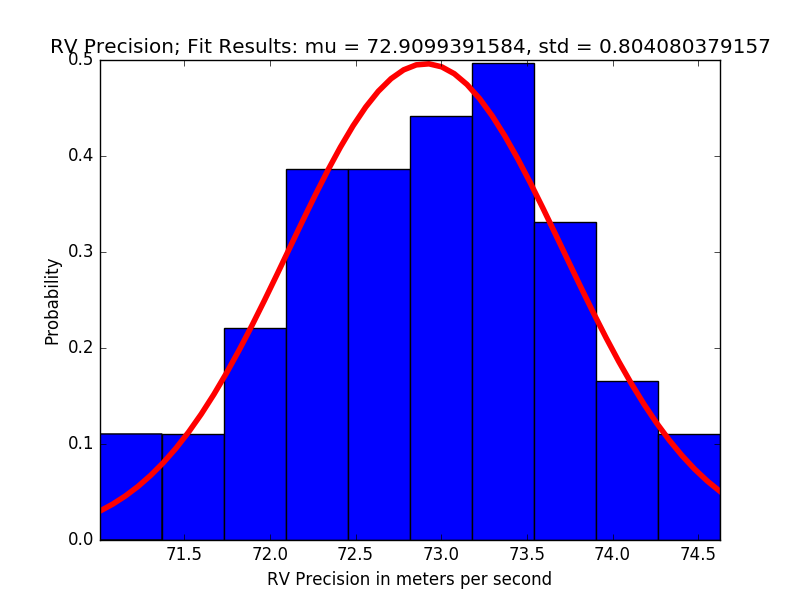 RV Precision; Fit Results: mu = 72.9099391584, std = 0.804080379157
0.5
0.4
0.3
0.2
0.1
0.0
Probability
71.5 72.0 72.5 73.0 73.5 74.0 74.5
RV Precision in meters per second